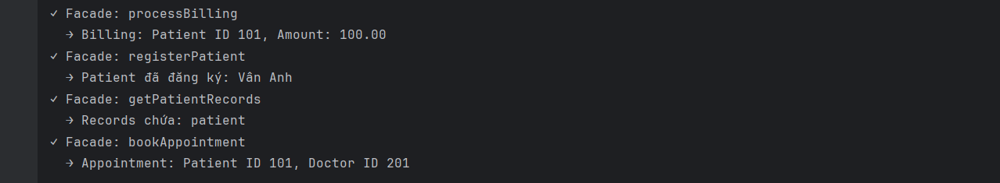 ✓ Facade: processBilling
→ Billing: Patient ID 101, Amount: 100.00
✓ Facade: registerPatient
→ Patient đã đăng ký: Vân Anh
✓ Facade: getPatientRecords
→ Records chứa: patient
✓ Facade: bookAppointment
→ Appointment: Patient ID 101, Doctor ID 201